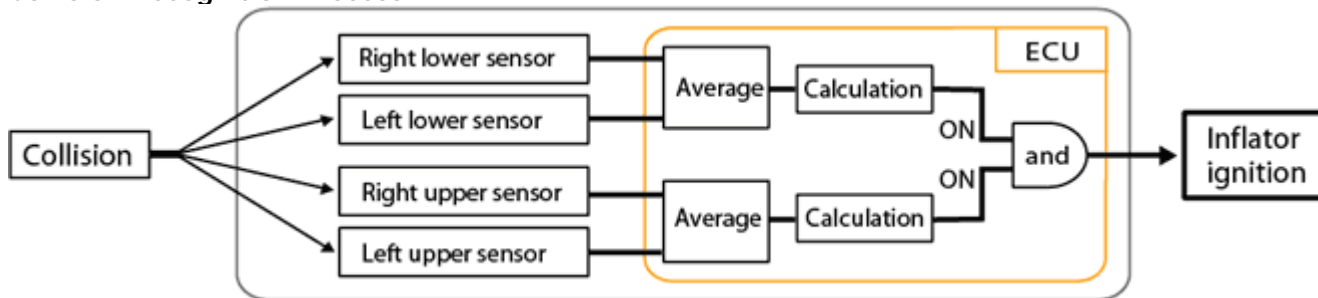 Right lower sensor
ECU
Average
Calculation
Left lower sensor
ON
Collision
and
Inflator
ignition
Right upper sensor
ON
Average
Calculation
Left upper sensor